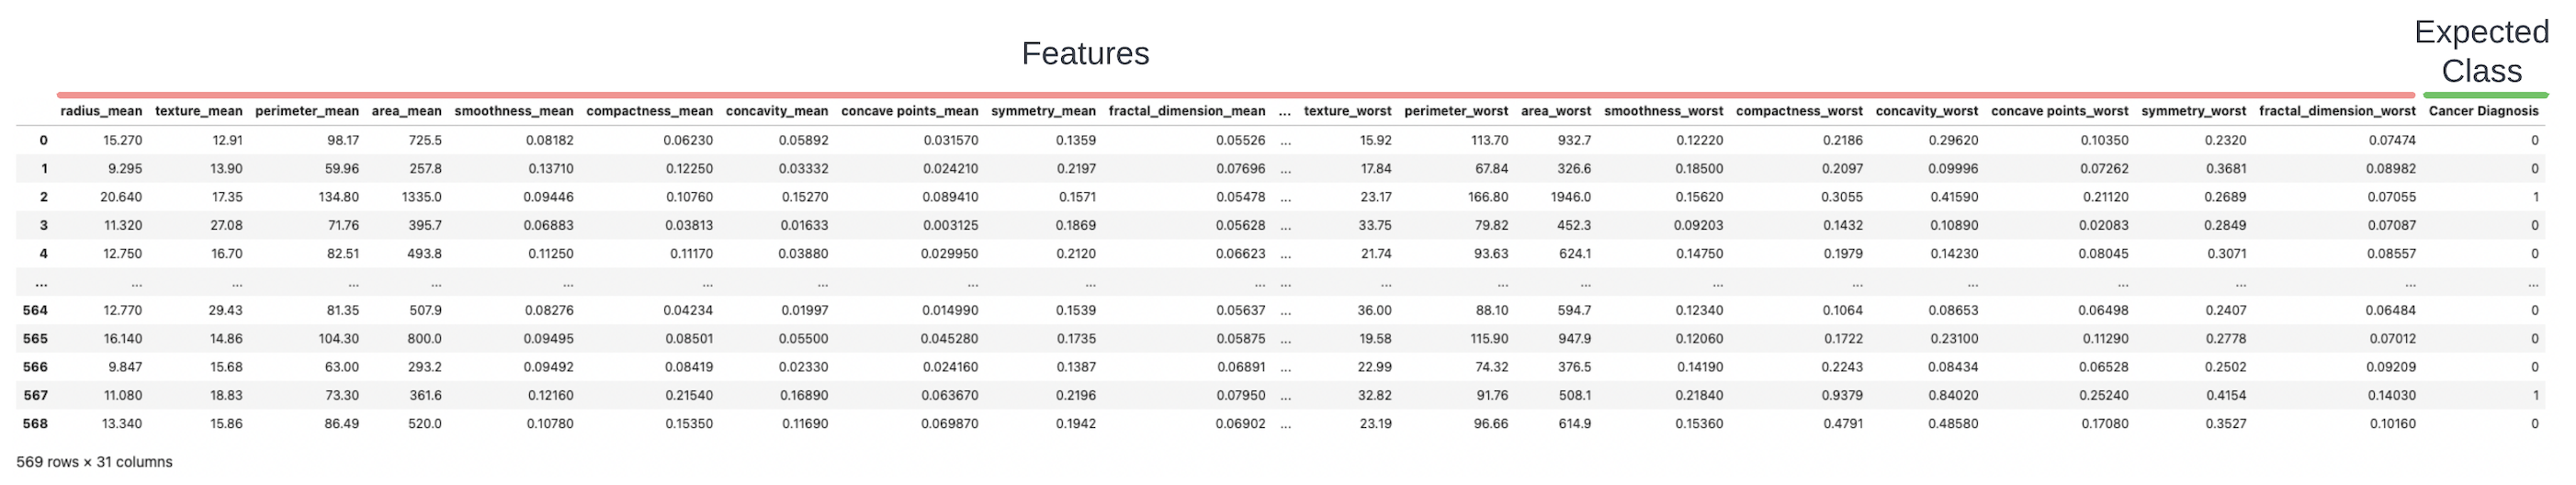 Features
Expected
Class
radius_mean texture_mean perimeter_mean area_mean smoothness_mean compactness_mean concavity_mean concave points_mean symmetry_mean fractal_dimension_mean ... texture_worst perimeter_worst area_worst smoothness_worst compactness_worst concavity_worst concave points_worst symmetry_worst fractal_dimension_worst Cancer Diagnosis
0 15.270 12.91 98.17 725.5 0.08182 0.06230 0.05892 0.031570 0.1359 0.05526 ... 15.92 113.70 932.7 0.12220 0.2186 0.29620 0.10350 0.2320 0.07474 0
1 9.295 13.90 59.96 257.8 0.13710 0.12250 0.03332 0.024210 0.2197 0.07696 ... 17.84 67.84 326.6 0.18500 0.2097 0.09996 0.07262 0.3681 0.08982 0
2 20.640 17.35 134.80 1335.0 0.09446 0.10760 0.15270 0.089410 0.1571 0.05478 ... 23.17 166.80 1946.0 0.15620 0.3055 0.41590 0.21120 0.2689 0.07055 1
3 11.320 27.08 71.76 395.7 0.06883 0.03813 0.01633 0.003125 0.1869 0.05628 ... 33.75 79.82 452.3 0.09203 0.1432 0.10890 0.02083 0.2849 0.07087 0
4 12.750 16.70 82.51 493.8 0.11250 0.11170 0.03880 0.029950 0.2120 0.06623 ... 21.74 93.63 624.1 0.14750 0.1979 0.14230 0.08045 0.3071 0.08557 0
... ... ... ... ... ... ... ... ... ... ... ... ... ... ... ... ... ... ... ... ... ...
564 12.770 29.43 81.35 507.9 0.08276 0.04234 0.01997 0.014990 0.1539 0.05637 ... 36.00 88.10 594.7 0.12340 0.1064 0.08653 0.06498 0.2407 0.06484 0
565 16.140 14.86 104.30 800.0 0.09495 0.08501 0.05500 0.045280 0.1735 0.05875 ... 19.58 115.90 947.9 0.12060 0.1722 0.23100 0.11290 0.2778 0.07012 0
566 9.847 15.68 63.00 293.2 0.09492 0.08419 0.02330 0.024160 0.1387 0.06891 ... 22.99 74.32 376.5 0.14190 0.2243 0.08434 0.06528 0.2502 0.09209 0
567 11.080 18.83 73.30 361.6 0.12160 0.21540 0.16890 0.063670 0.2196 0.07950 ... 32.82 91.76 508.1 0.21840 0.9379 0.84020 0.25240 0.4154 0.14030 1
568 13.340 15.86 86.49 520.0 0.10780 0.15350 0.11690 0.069870 0.1942 0.06902 ... 23.19 96.66 614.9 0.15360 0.4791 0.48580 0.17080 0.3527 0.10160 0
569 rows × 31 columns